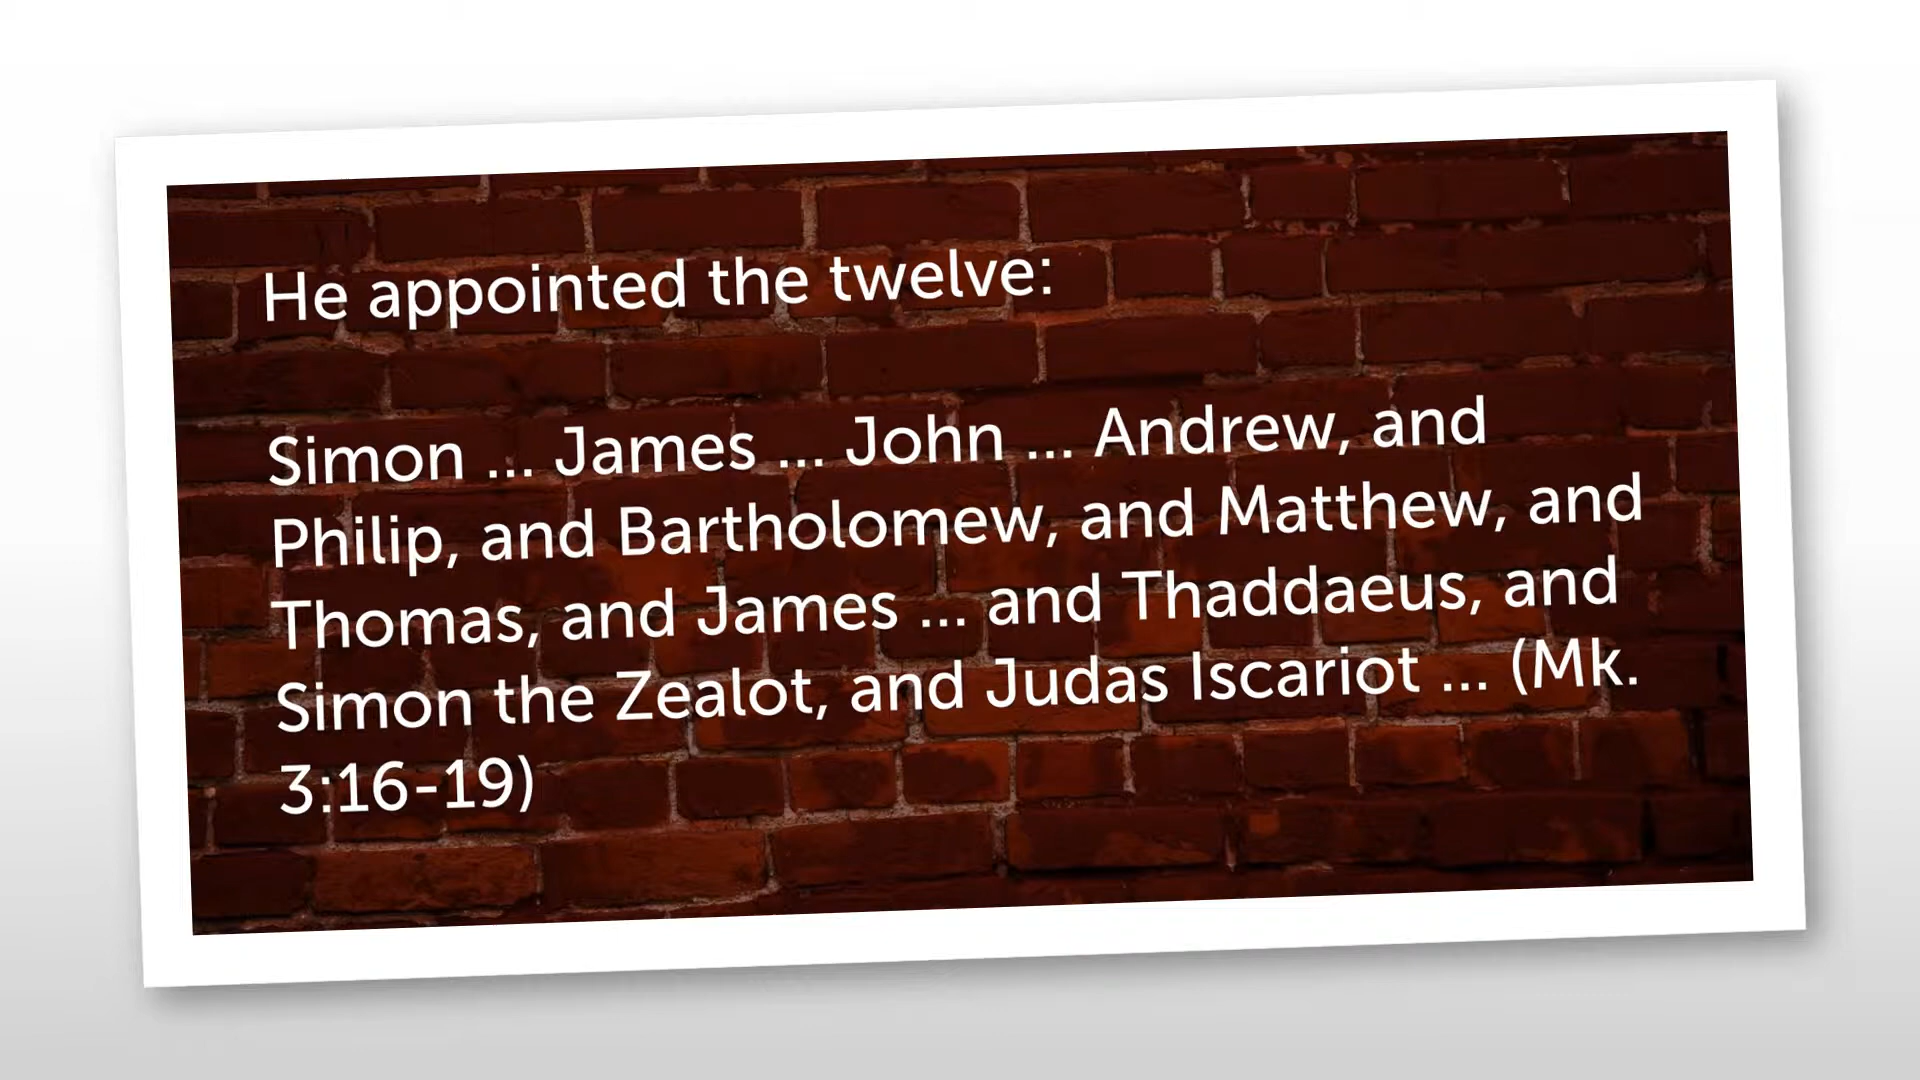 He appointed the twelve:
Simon ... James ... John ... Andrew, and
Philip, and Bartholomew, and Matthew, and
Thomas, and James ... and Thaddaeus, and
Simon the Zealot, and Judas Iscariot ... (Mk.
3:16-19)